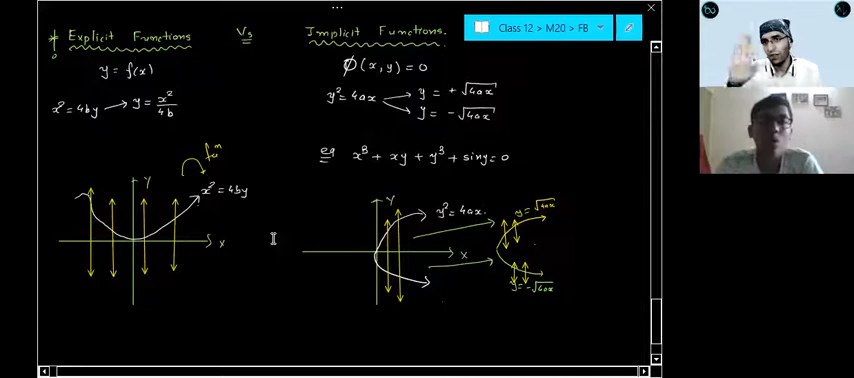 * Explicit Functions Vs Implicit Functions.
Class 12 > M20 > FB
y = f(x)
ϕ(x, y) = 0
x² = 4by → y = x²/4b
y² = 4ax
y = +√4ax
y = -√4ax
eg x³ + xy + y³ + siny = 0
fⁿ
Y
x² = 4by
X
Y
y² = 4ax.
X
y = √4ax
y = -√4ax